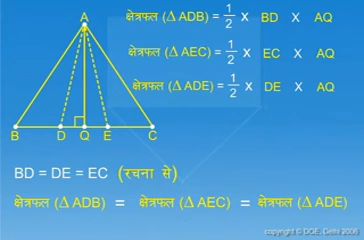 A
B D Q E C
क्षेत्रफल (Δ ADB) = 1/2 X BD X AQ
क्षेत्रफल (Δ AEC) = 1/2 X EC X AQ
क्षेत्रफल (Δ ADE) = 1/2 X DE X AQ
BD = DE = EC (रचना से)
क्षेत्रफल (Δ ADB) = क्षेत्रफल (Δ AEC) = क्षेत्रफल (Δ ADE)
copyright © DOE, Delhi 2006